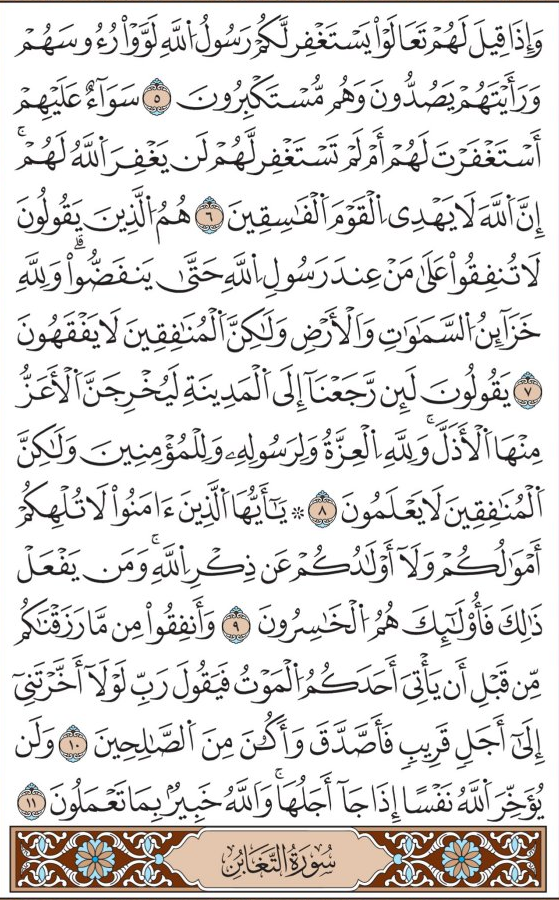 وَإِذَا قِيلَ لَهُمْ تَعَالَوْا۟ يَسْتَغْفِرْ لَكُمْ رَسُولُ ٱللَّهِ لَوَّوْا۟ رُءُوسَهُمْ
وَرَأَيْتَهُمْ يَصُدُّونَ وَهُم مُّسْتَكْبِرُونَ ٥ سَوَآءٌ عَلَيْهِمْ
أَسْتَغْفَرْتَ لَهُمْ أَمْ لَمْ تَسْتَغْفِرْ لَهُمْ لَن يَغْفِرَ ٱللَّهُ لَهُمْ ۚ
إِنَّ ٱللَّهَ لَا يَهْدِى ٱلْقَوْمَ ٱلْفَـٰسِقِينَ ٦ هُمُ ٱلَّذِينَ يَقُولُونَ
لَا تُنفِقُوا۟ عَلَىٰ مَنْ عِندَ رَسُولِ ٱللَّهِ حَتَّىٰ يَنفَضُّوا۟ ۗ وَلِلَّهِ
خَزَآئِنُ ٱلسَّمَـٰوَٰتِ وَٱلْأَرْضِ وَلَـٰكِنَّ ٱلْمُنَـٰفِقِينَ لَا يَفْقَهُونَ
٧ يَقُولُونَ لَئِن رَّجَعْنَآ إِلَى ٱلْمَدِينَةِ لَيُخْرِجَنَّ ٱلْأَعَزُّ
مِنْهَا ٱلْأَذَلَّ ۚ وَلِلَّهِ ٱلْعِزَّةُ وَلِرَسُولِهِۦ وَلِلْمُؤْمِنِينَ وَلَـٰكِنَّ
ٱلْمُنَـٰفِقِينَ لَا يَعْلَمُونَ ٨ ۞ يَـٰٓأَيُّهَا ٱلَّذِينَ ءَامَنُوا۟ لَا تُلْهِكُمْ
أَمْوَٰلُكُمْ وَلَآ أَوْلَـٰدُكُمْ عَن ذِكْرِ ٱللَّهِ ۚ وَمَن يَفْعَلْ
ذَٰلِكَ فَأُو۟لَـٰٓئِكَ هُمُ ٱلْخَـٰسِرُونَ ٩ وَأَنفِقُوا۟ مِن مَّا رَزَقْنَـٰكُم
مِّن قَبْلِ أَن يَأْتِىَ أَحَدَكُمُ ٱلْمَوْتُ فَيَقُولَ رَبِّ لَوْلَآ أَخَّرْتَنِىٓ
إِلَىٰٓ أَجَلٍ قَرِيبٍ فَأَصَّدَّقَ وَأَكُن مِّنَ ٱلصَّـٰلِحِينَ ١٠ وَلَن
يُؤَخِّرَ ٱللَّهُ نَفْسًا إِذَا جَآءَ أَجَلُهَا ۚ وَٱللَّهُ خَبِيرٌۢ بِمَا تَعْمَلُونَ ١١
سُورَةُ التَّغَابُنِ